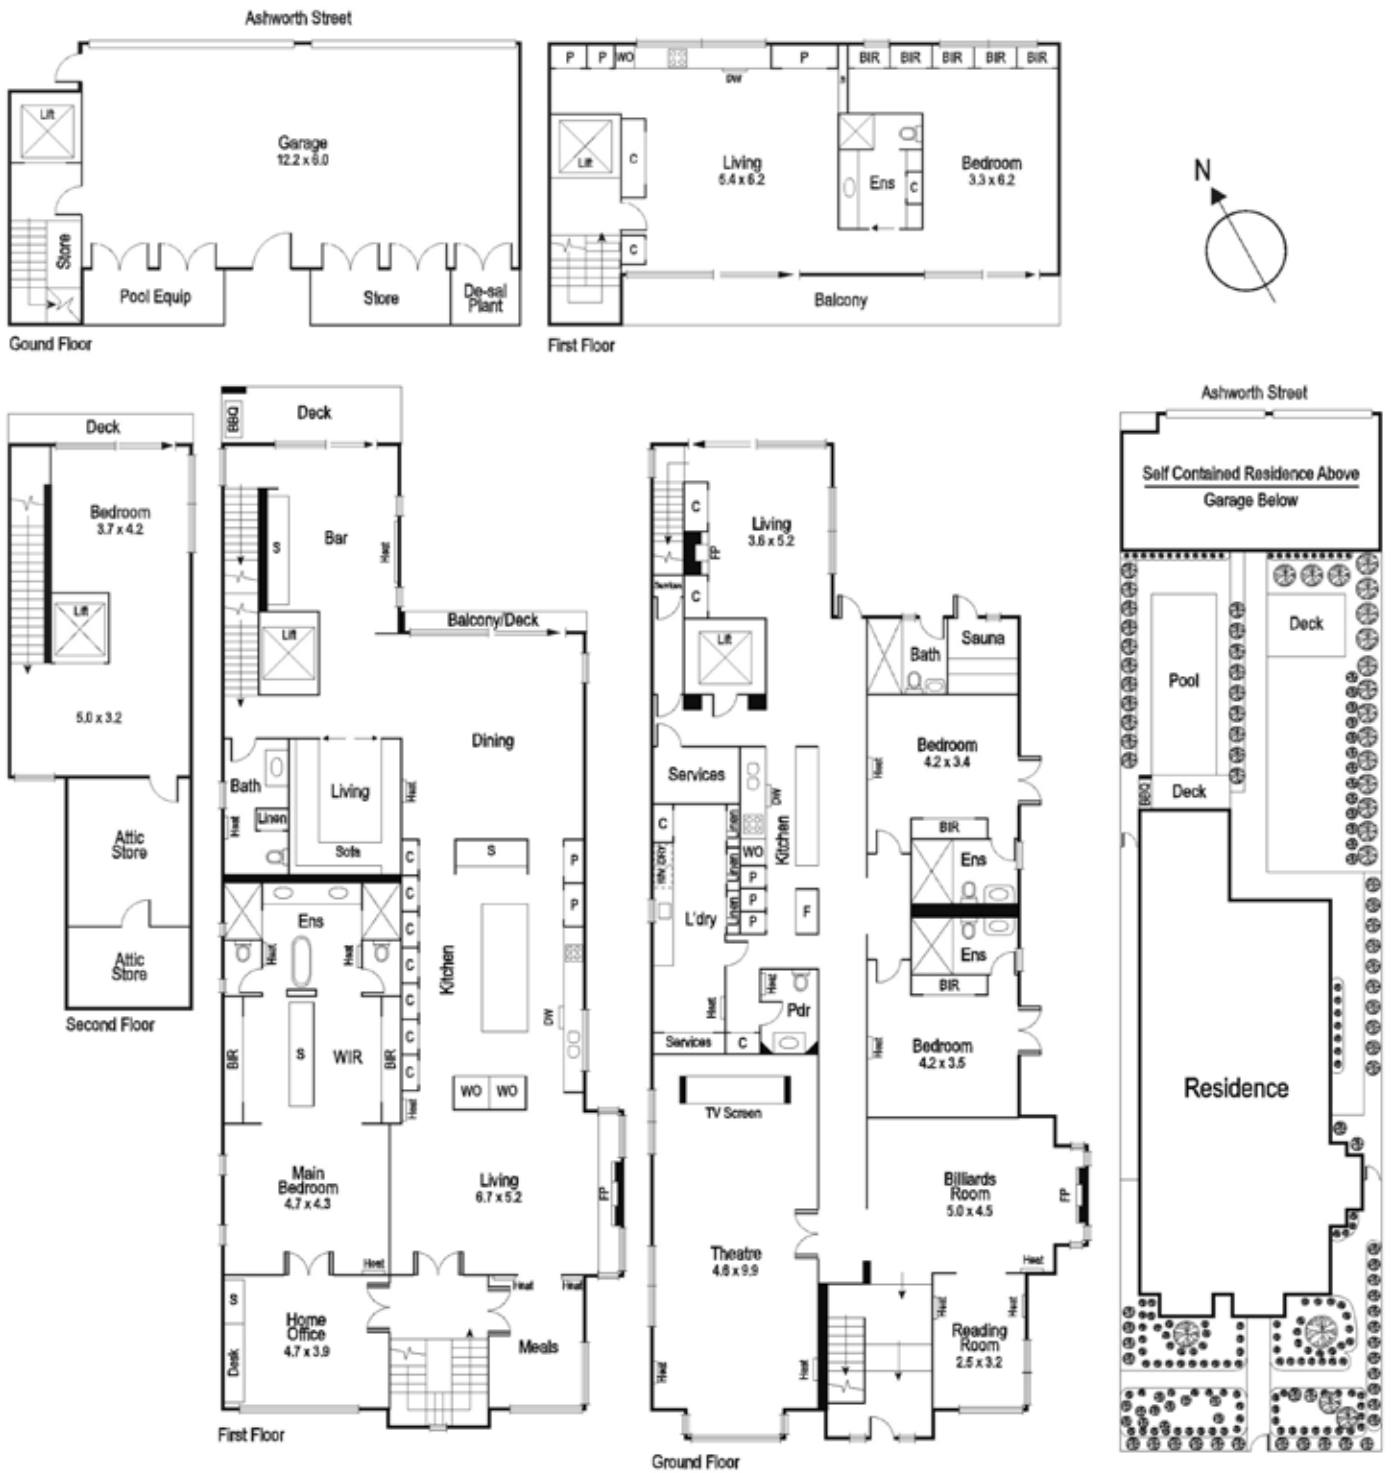 Ashworth Street
Lift
Garage
12.2 x 6.0
Store
Pool Equip
Store
De-sal
Plant
Gound Floor
P
P
WO
DW
P
BIR
BIR
BIR
BIR
BIR
Lift
C
Living
5.4 x 6.2
Ens
C
Bedroom
3.3 x 6.2
C
Balcony
First Floor
N
Deck
Bedroom
3.7 x 4.2
Lift
5.0 x 3.2
Attic
Store
Attic
Store
Second Floor
BBQ
Deck
S
Bar
Heat
Lift
Balcony/Deck
Dining
Bath
Living
Heat
Heat
Linen
Sofa
C
S
P
C
P
Ens
C
Heat
Heat
C
Kitchen
C
C
DW
BIR
S
WIR
BIR
C
C
WO
WO
Heat
Main
Bedroom
4.7 x 4.3
Living
6.7 x 5.2
FP
Heat
Heat
Heat
S
Home
Office
4.7 x 3.9
Desk
Meals
First Floor
C
Living
3.6 x 5.2
FP
Services
C
Lift
Bath
Sauna
Services
Bedroom
4.2 x 3.4
Heat
DW
Kitchen
C
Linen
BIR
DRY
WM
Linen
WO
Ens
P
L'dry
Linen
P
P
F
Ens
BIR
Heat
Pdr
Heat
Services
C
Bedroom
4.2 x 3.5
Heat
TV Screen
Billiards
Room
5.0 x 4.5
FP
Theatre
4.6 x 9.9
Heat
Heat
Heat
Reading
Room
2.5 x 3.2
Heat
Heat
Ground Floor
Ashworth Street
Self Contained Residence Above
Garage Below
Deck
Pool
BBQ
Deck
Residence